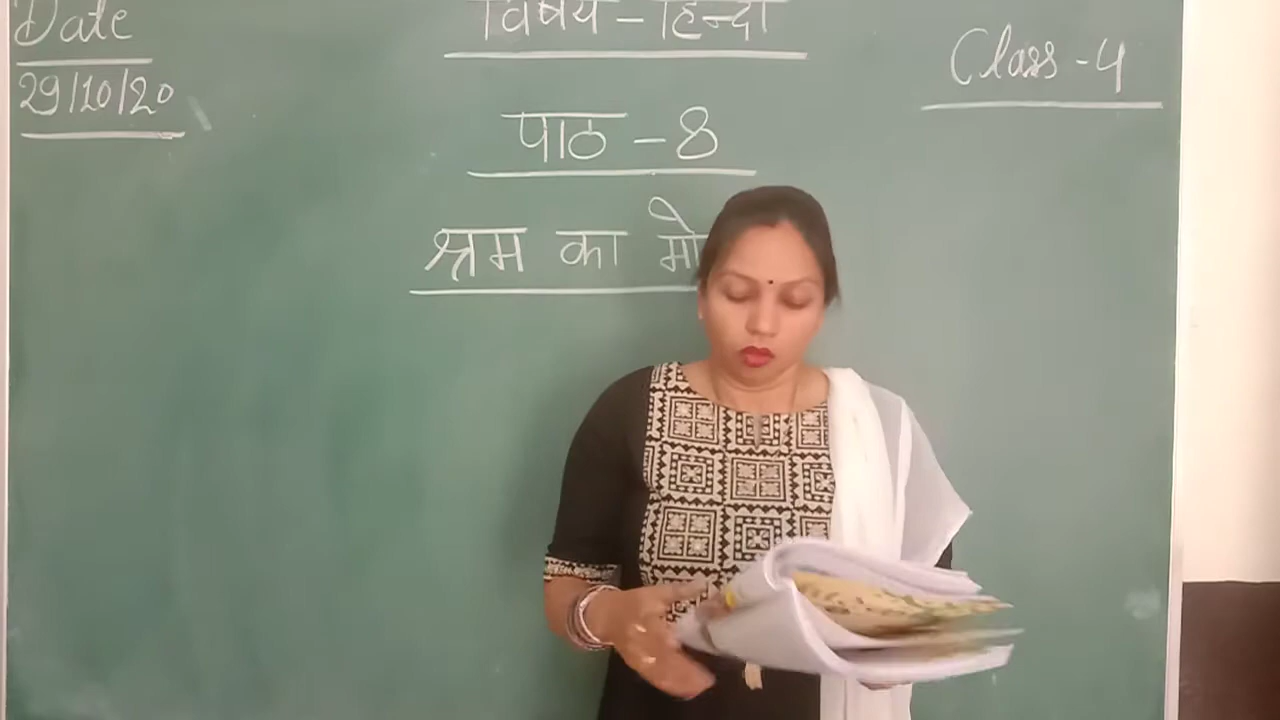 Date
29/10/20
विषय - हिन्दी
Class - 4
पाठ - 8
श्रम का